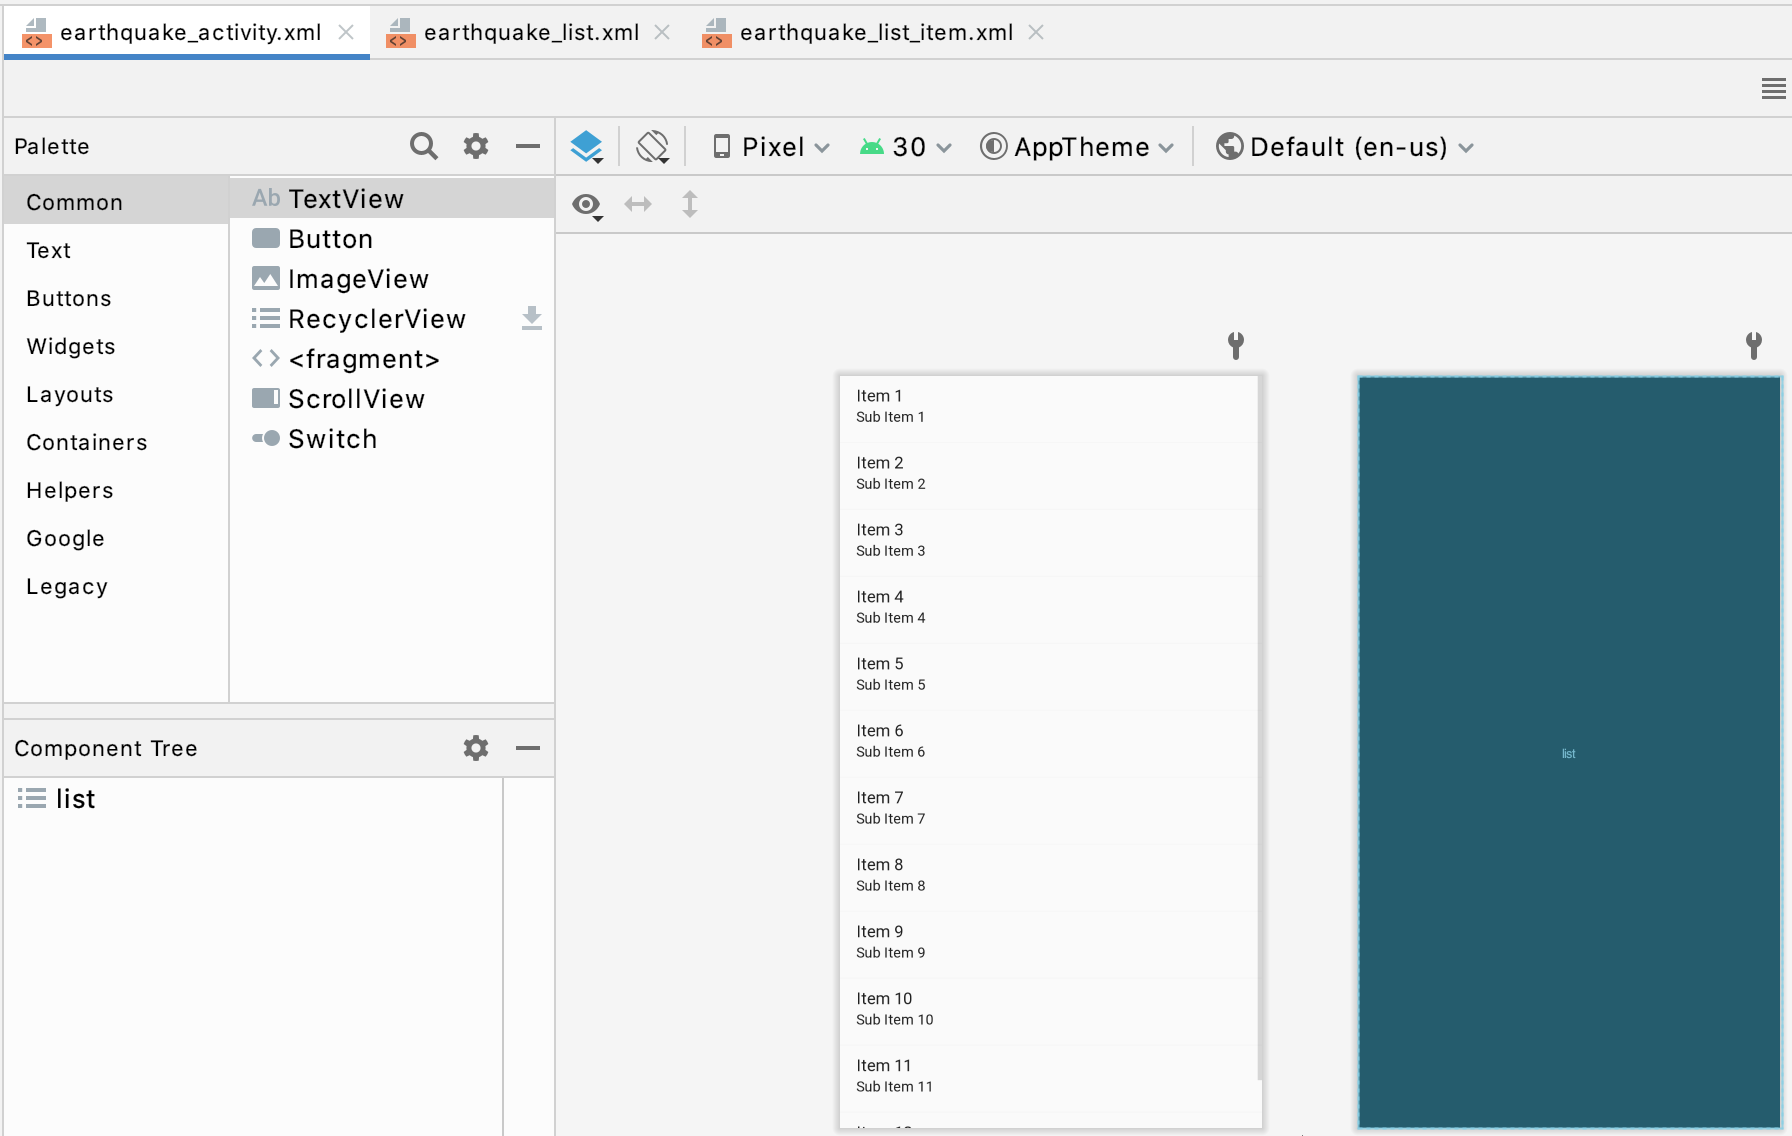 earthquake_activity.xml earthquake_list.xml earthquake_list_item.xml
Palette
Pixel 30 AppTheme Default (en-us)
Common
Text
Buttons
Widgets
Layouts
Containers
Helpers
Google
Legacy
Ab TextView
Button
ImageView
RecyclerView
<fragment>
ScrollView
Switch
Component Tree
list
Item 1
Sub Item 1
Item 2
Sub Item 2
Item 3
Sub Item 3
Item 4
Sub Item 4
Item 5
Sub Item 5
Item 6
Sub Item 6
Item 7
Sub Item 7
Item 8
Sub Item 8
Item 9
Sub Item 9
Item 10
Sub Item 10
Item 11
Sub Item 11
list